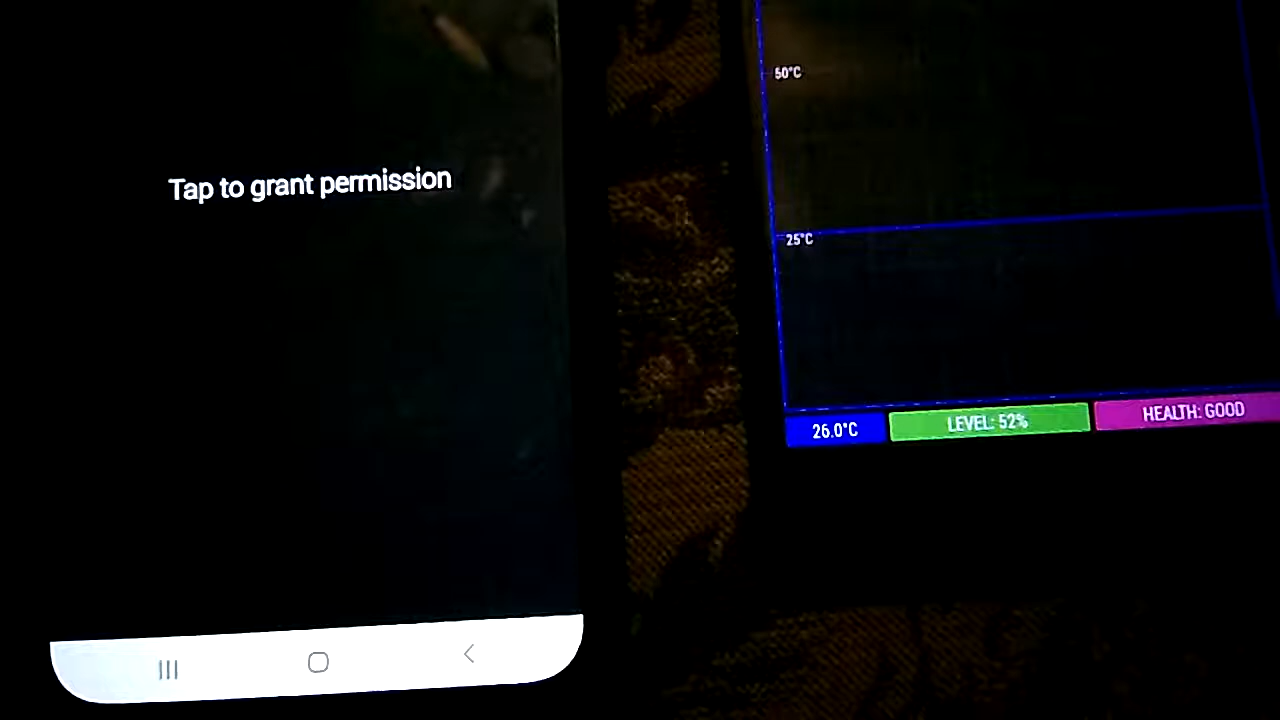 Tap to grant permission
50°C
25°C
26.0°C
LEVEL: 52%
HEALTH: GOOD